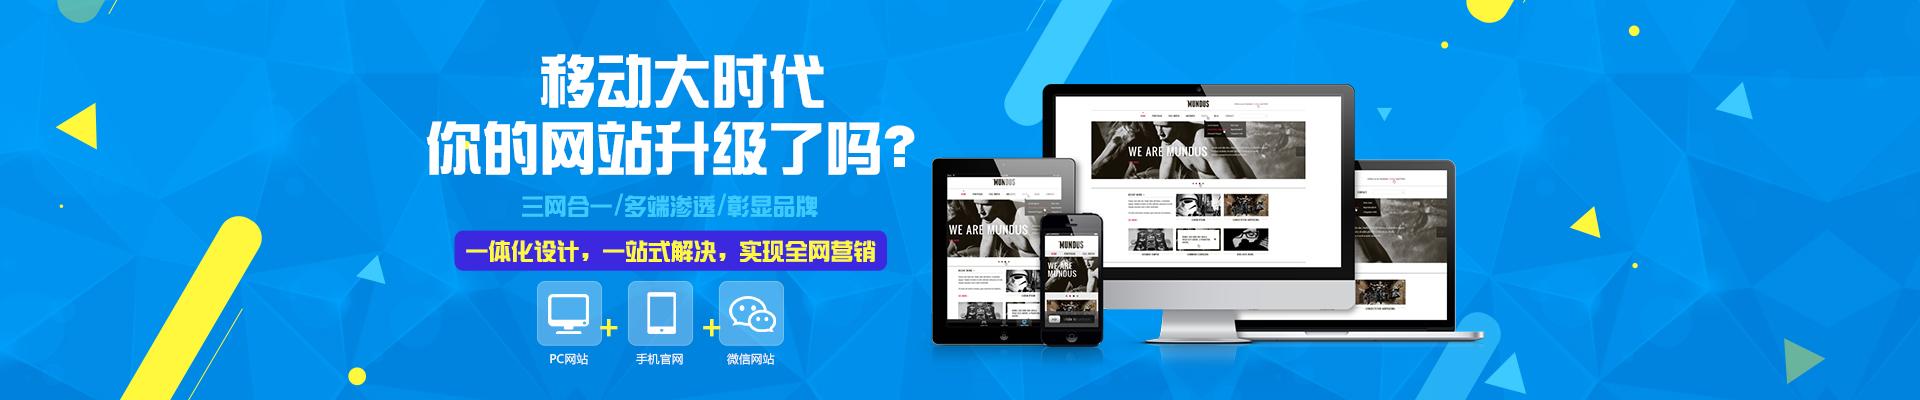 移动大时代
你的网站升级了吗?
三网合一/多端渗透/彰显品牌
一体化设计，一站式解决，实现全网营销
PC网站
+
手机官网
+
微信网站
MUNDUS
WE ARE MUNDUS
MUNDUS
WE ARE MUNDUS
MUNDUS
WE ARE
MUNDUS